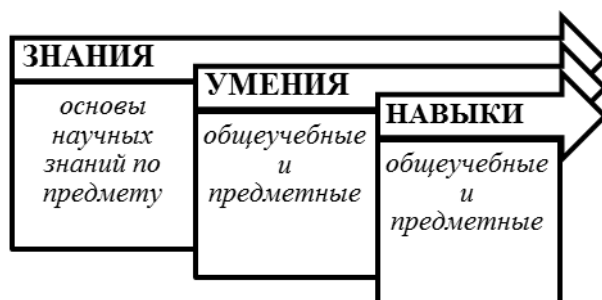 ЗНАНИЯ
основы
научных
знаний по
предмету
УМЕНИЯ
общеучебные
и
предметные
НАВЫКИ
общеучебные
и
предметные